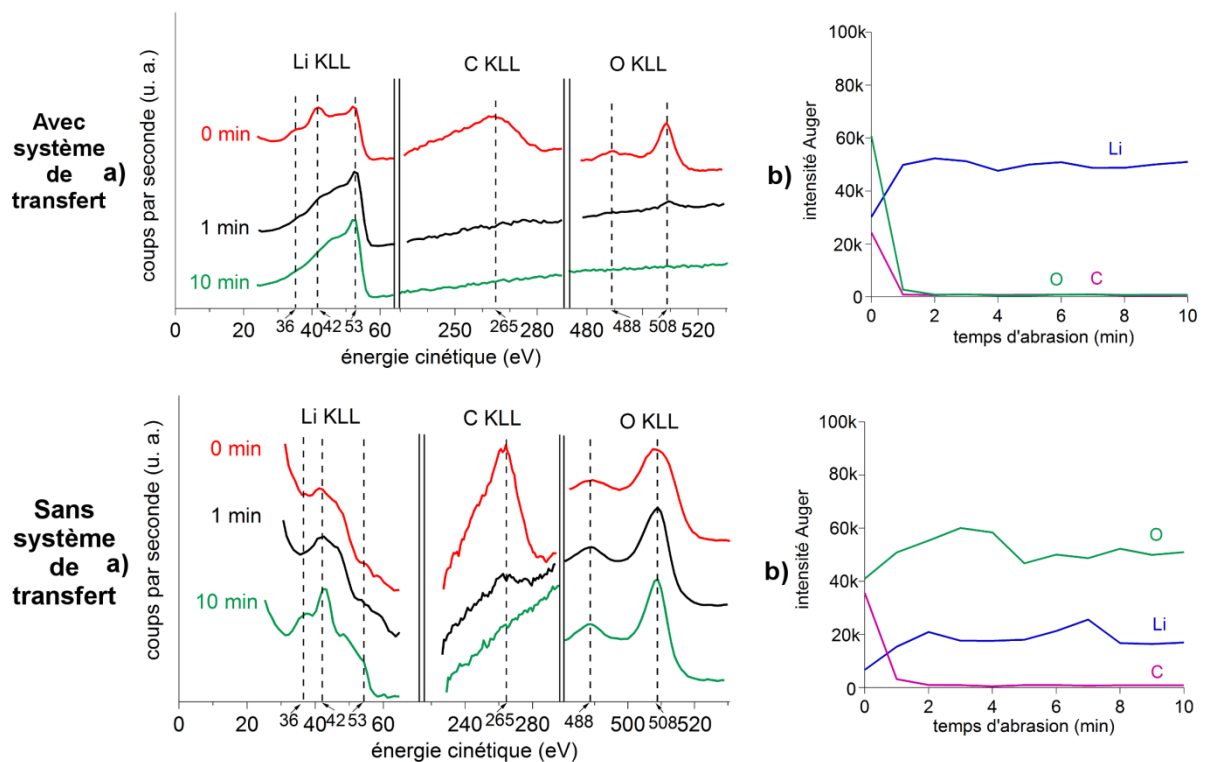 Avec
système
de
transfert
a)
coups par seconde (u. a.)
Li KLL
C KLL
O KLL
0 min
1 min
10 min
0
20
36
40
42
53
60
250
265
280
480
488
508
520
énergie cinétique (eV)
b)
intensité Auger
100k
80k
60k
40k
20k
0
Li
O
C
0
2
4
6
8
10
temps d'abrasion (min)
Sans
système
de
transfert
a)
coups par seconde (u. a.)
Li KLL
C KLL
O KLL
0 min
1 min
10 min
0
20
36
40
42
53
60
240
265
280
488
500
508
520
énergie cinétique (eV)
b)
intensité Auger
100k
80k
60k
40k
20k
0
O
Li
C
0
2
4
6
8
10
temps d'abrasion (min)